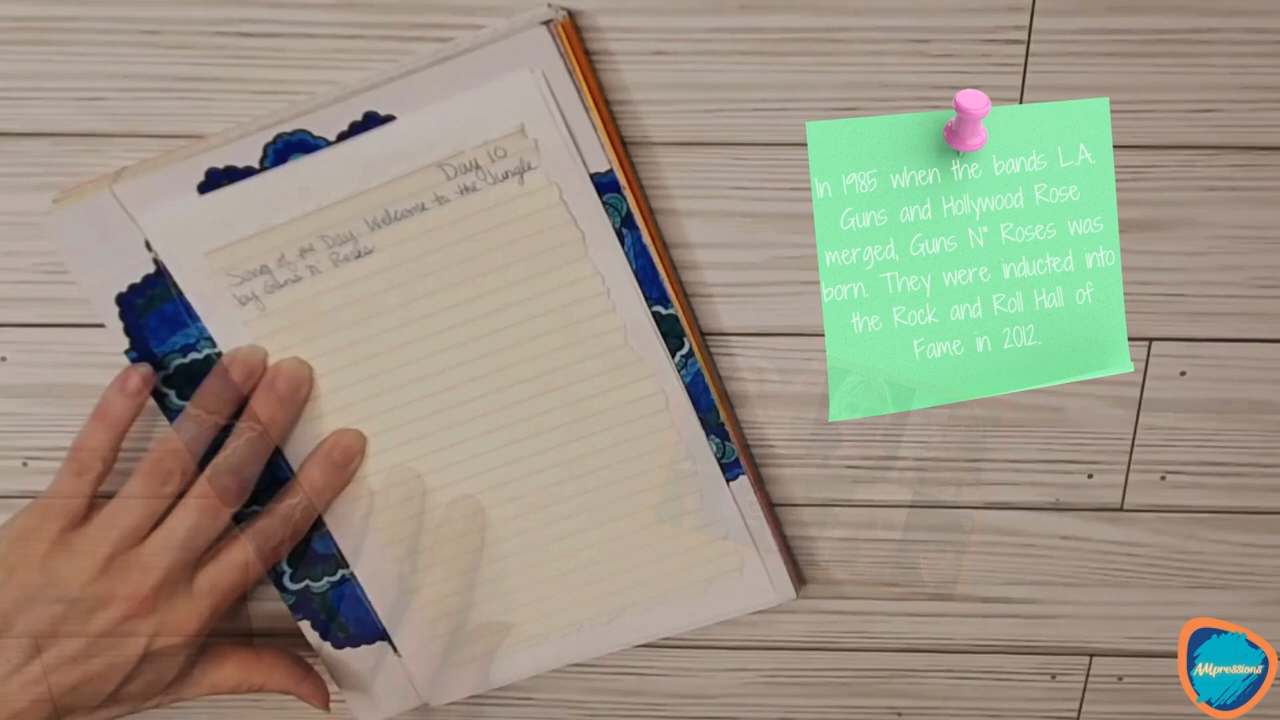 Day 10
Song of the Day: Welcome to the Jungle
by Guns N' Roses
In 1985 when the bands L.A.
Guns and Hollywood Rose
merged, Guns N" Roses was
born. They were inducted into
the Rock and Roll Hall of
Fame in 2012.
AMpressions